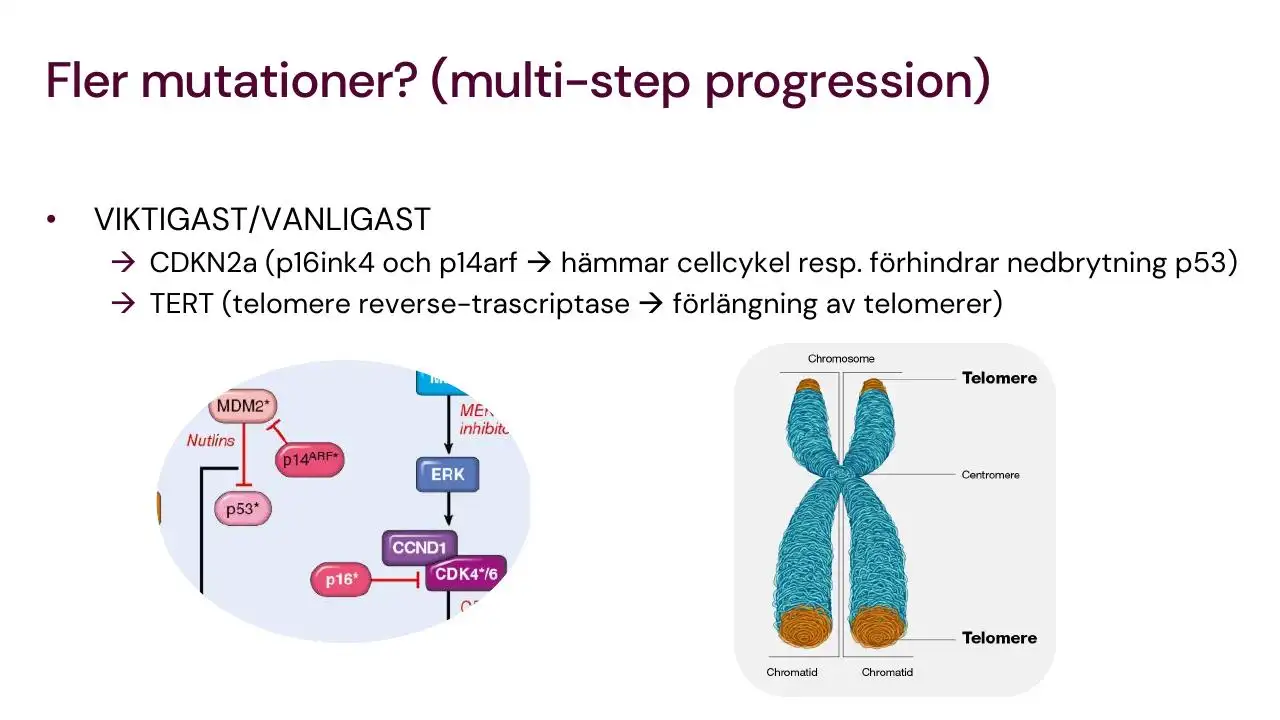 Fler mutationer? (multi-step progression)
• VIKTIGAST/VANLIGAST
→ CDKN2a (p16ink4 och p14arf → hämmar cellcykel resp. förhindrar nedbrytning p53)
→ TERT (telomere reverse-trascriptase → förlängning av telomerer)
MDM2*
Nutlins
p14ARF*
p53*
inhibito
ERK
CCND1
CDK4*/6
p16*
Chromosome
Telomere
Centromere
Telomere
Chromatid
Chromatid